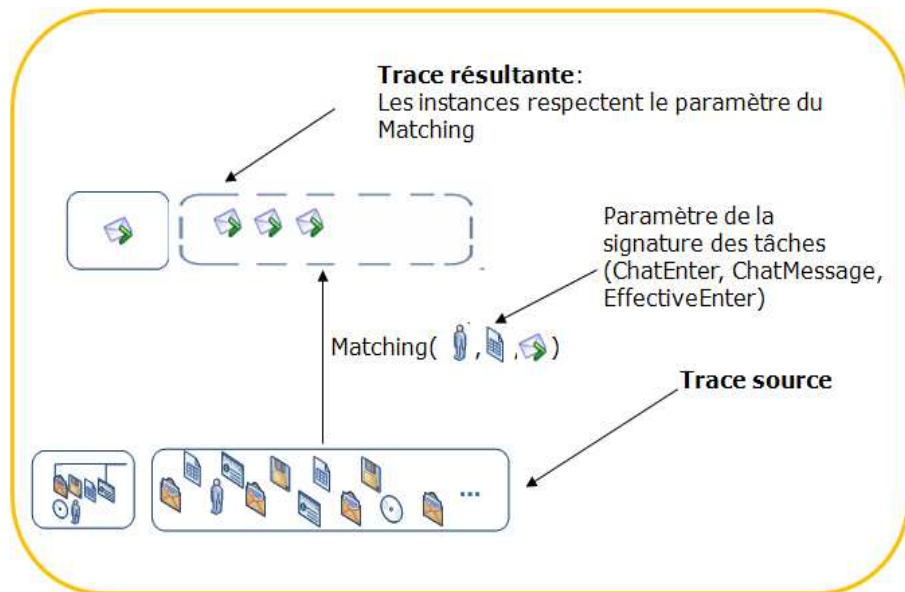 Trace résultante:
Les instances respectent le paramètre du
Matching
Paramètre de la
signature des tâches
(ChatEnter, ChatMessage,
EffectiveEnter)
Matching( , , )
Trace source
...